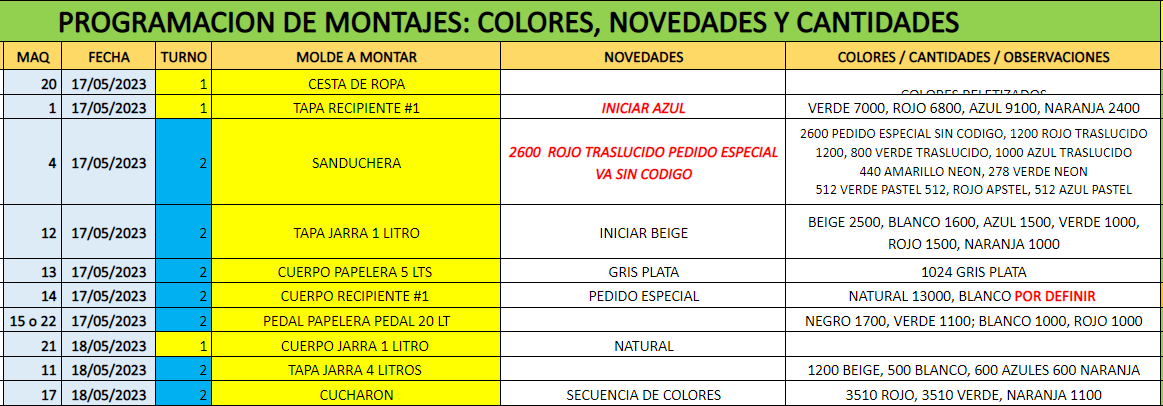 PROGRAMACION DE MONTAJES: COLORES, NOVEDADES Y CANTIDADES
MAQ FECHA TURNO MOLDE A MONTAR NOVEDADES COLORES / CANTIDADES / OBSERVACIONES
20 17/05/2023 1 CESTA DE ROPA COLORES PELETIZADOS
1 17/05/2023 1 TAPA RECIPIENTE #1 INICIAR AZUL VERDE 7000, ROJO 6800, AZUL 9100, NARANJA 2400
4 17/05/2023 2 SANDUCHERA 2600 ROJO TRASLUCIDO PEDIDO ESPECIAL
VA SIN CODIGO
2600 PEDIDO ESPECIAL SIN CODIGO, 1200 ROJO TRASLUCIDO
1200, 800 VERDE TRASLUCIDO, 1000 AZUL TRASLUCIDO
440 AMARILLO NEON, 278 VERDE NEON
512 VERDE PASTEL 512, ROJO APSTEL, 512 AZUL PASTEL
12 17/05/2023 2 TAPA JARRA 1 LITRO INICIAR BEIGE BEIGE 2500, BLANCO 1600, AZUL 1500, VERDE 1000,
ROJO 1500, NARANJA 1000
13 17/05/2023 2 CUERPO PAPELERA 5 LTS GRIS PLATA 1024 GRIS PLATA
14 17/05/2023 2 CUERPO RECIPIENTE #1 PEDIDO ESPECIAL NATURAL 13000, BLANCO POR DEFINIR
15 o 22 17/05/2023 2 PEDAL PAPELERA PEDAL 20 LT NEGRO 1700, VERDE 1100; BLANCO 1000, ROJO 1000
21 18/05/2023 1 CUERPO JARRA 1 LITRO NATURAL
11 18/05/2023 2 TAPA JARRA 4 LITROS 1200 BEIGE, 500 BLANCO, 600 AZULES 600 NARANJA
17 18/05/2023 2 CUCHARON SECUENCIA DE COLORES 3510 ROJO, 3510 VERDE, NARANJA 1100